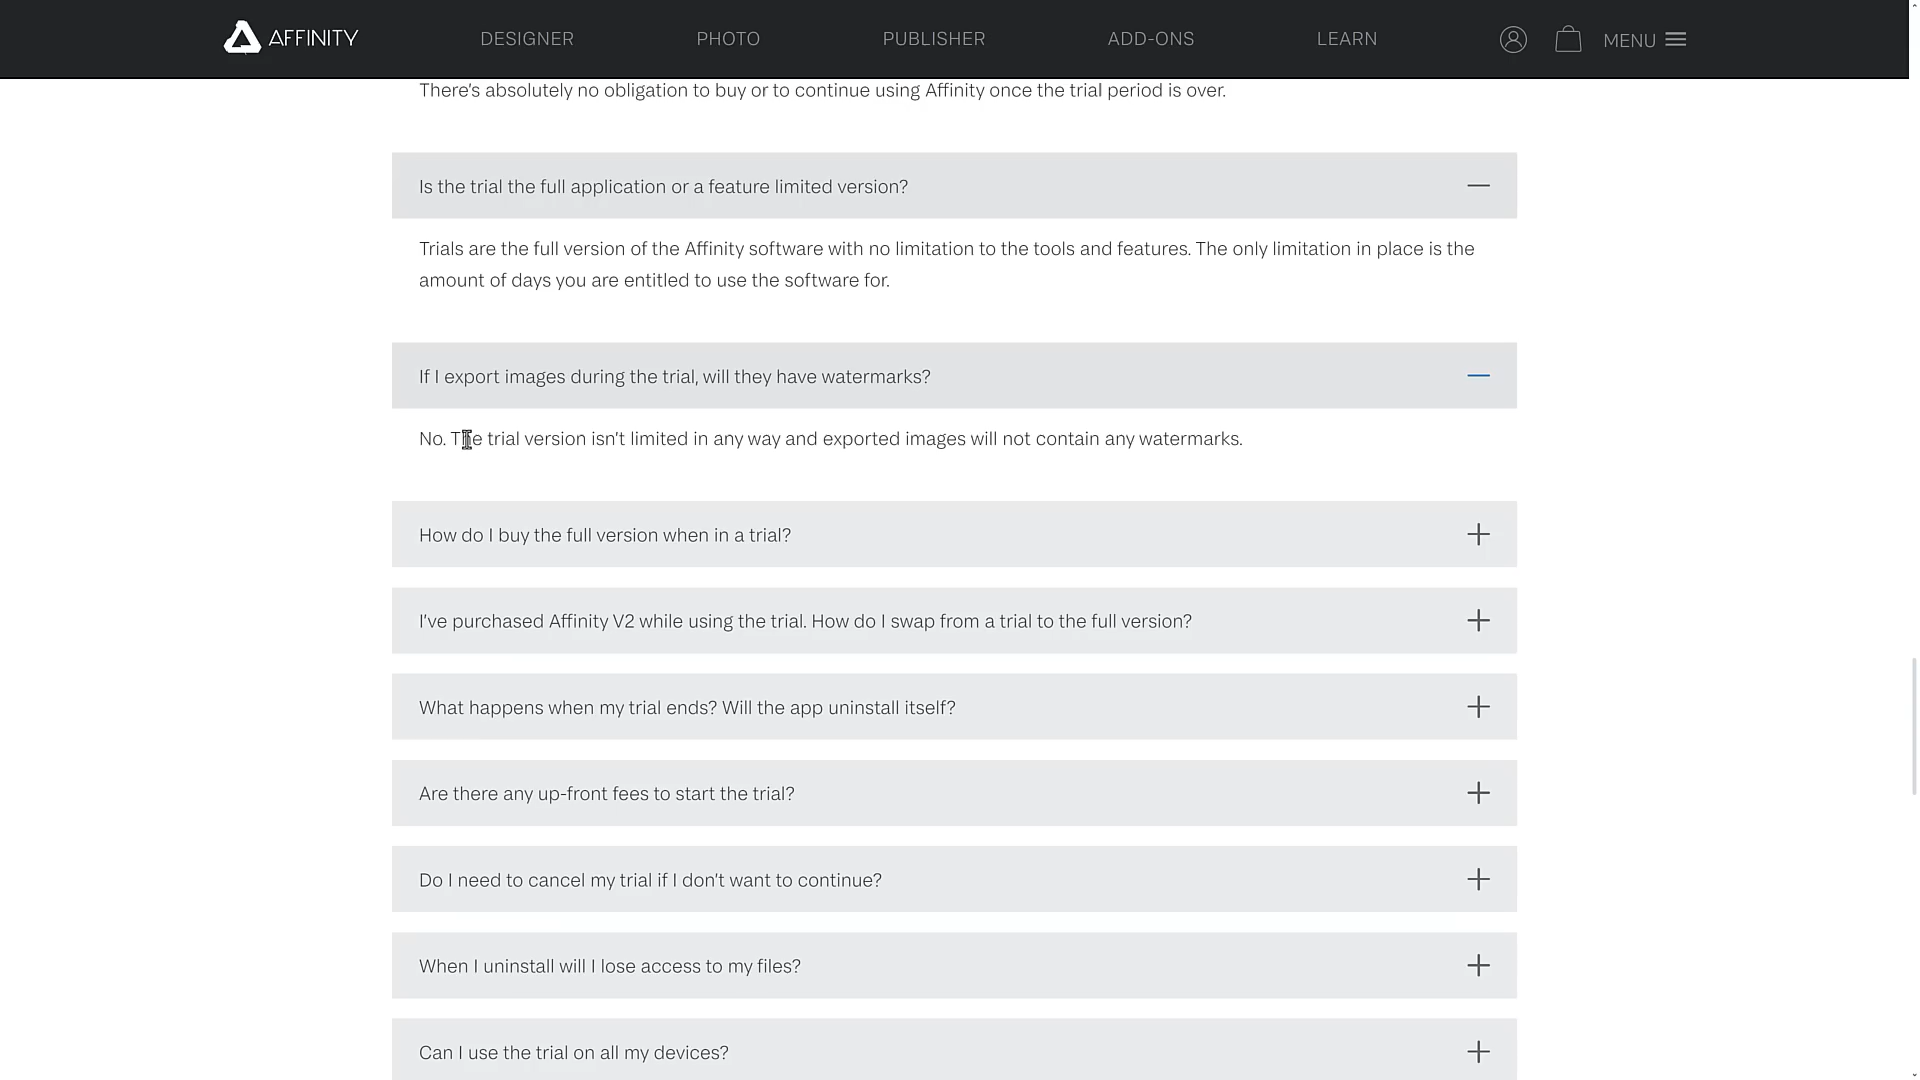 AFFINITY
DESIGNER
PHOTO
PUBLISHER
ADD-ONS
LEARN
MENU
There’s absolutely no obligation to buy or to continue using Affinity once the trial period is over.
Is the trial the full application or a feature limited version?
Trials are the full version of the Affinity software with no limitation to the tools and features. The only limitation in place is the
amount of days you are entitled to use the software for.
If I export images during the trial, will they have watermarks?
No. The trial version isn’t limited in any way and exported images will not contain any watermarks.
How do I buy the full version when in a trial?
I’ve purchased Affinity V2 while using the trial. How do I swap from a trial to the full version?
What happens when my trial ends? Will the app uninstall itself?
Are there any up-front fees to start the trial?
Do I need to cancel my trial if I don’t want to continue?
When I uninstall will I lose access to my files?
Can I use the trial on all my devices?